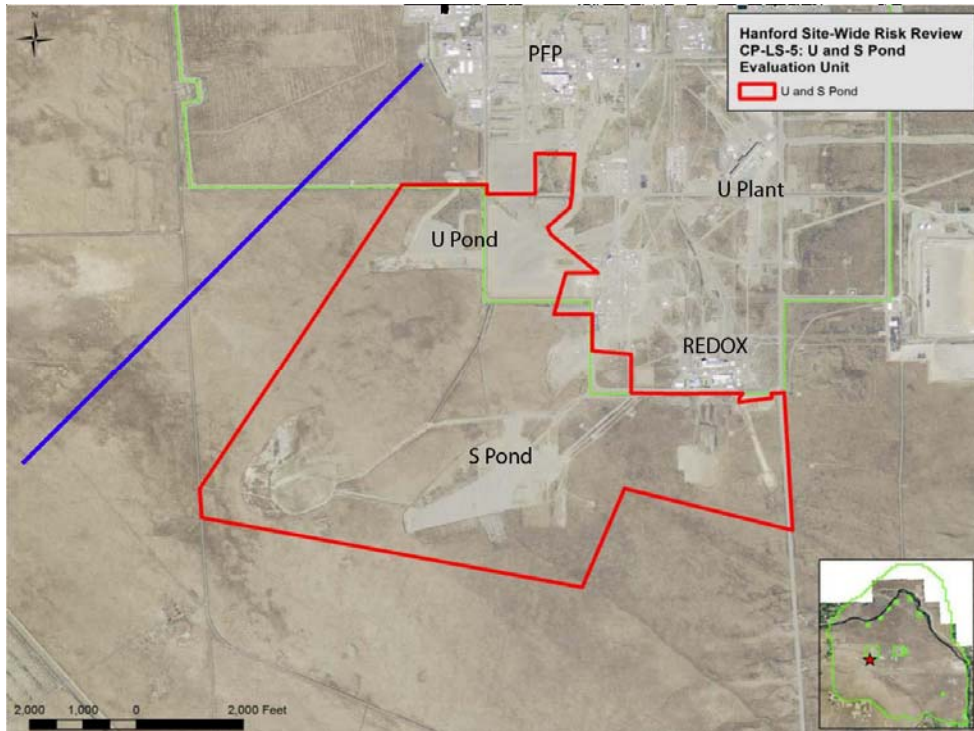 N
PFP
Hanford Site-Wide Risk Review
CP-LS-5: U and S Pond
Evaluation Unit
U and S Pond
U Plant
U Pond
REDOX
S Pond
2,000 1,000 0 2,000 Feet